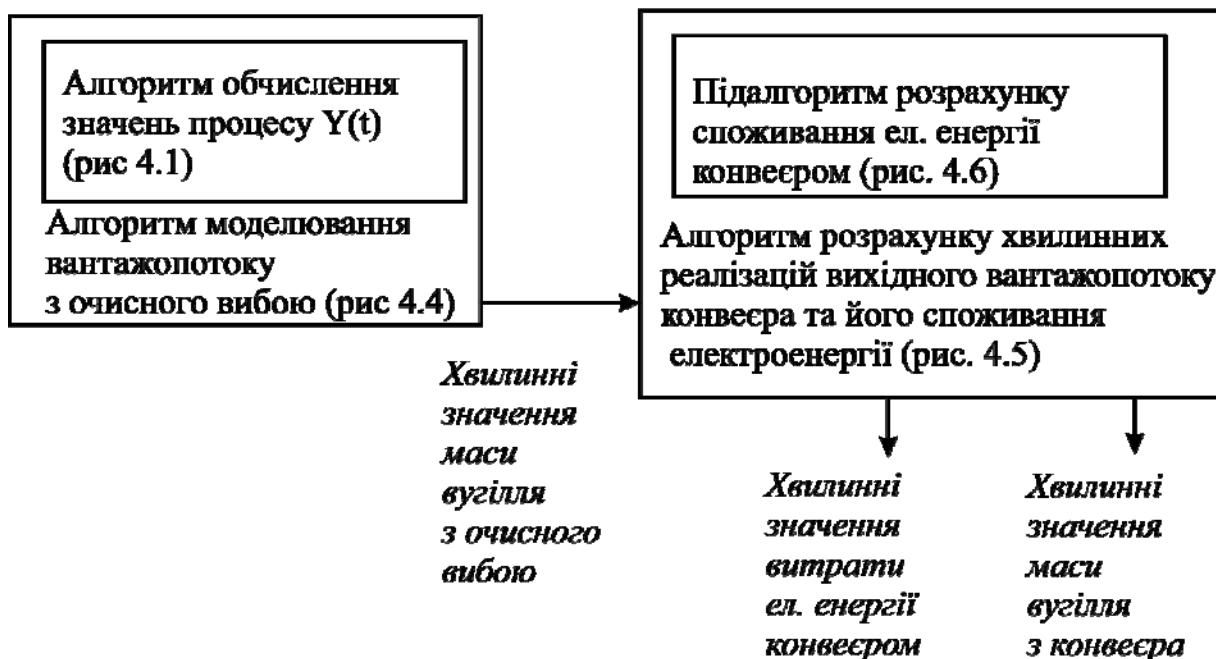 Алгоритм обчислення
значень процесу Y(t)
(рис 4.1)
Алгоритм моделювання
вантажопотоку
з очисного вибою (рис 4.4)
Підалгоритм розрахунку
споживання ел. енергії
конвеєром (рис. 4.6)
Алгоритм розрахунку хвилинних
реалізацій вихідного вантажопотоку
конвеєра та його споживання
електроенергії (рис. 4.5)
Хвилинні
значення
маси
вугілля
з очисного
вибою
Хвилинні
значення
витрати
ел. енергії
конвеєром
Хвилинні
значення
маси
вугілля
з конвеєра